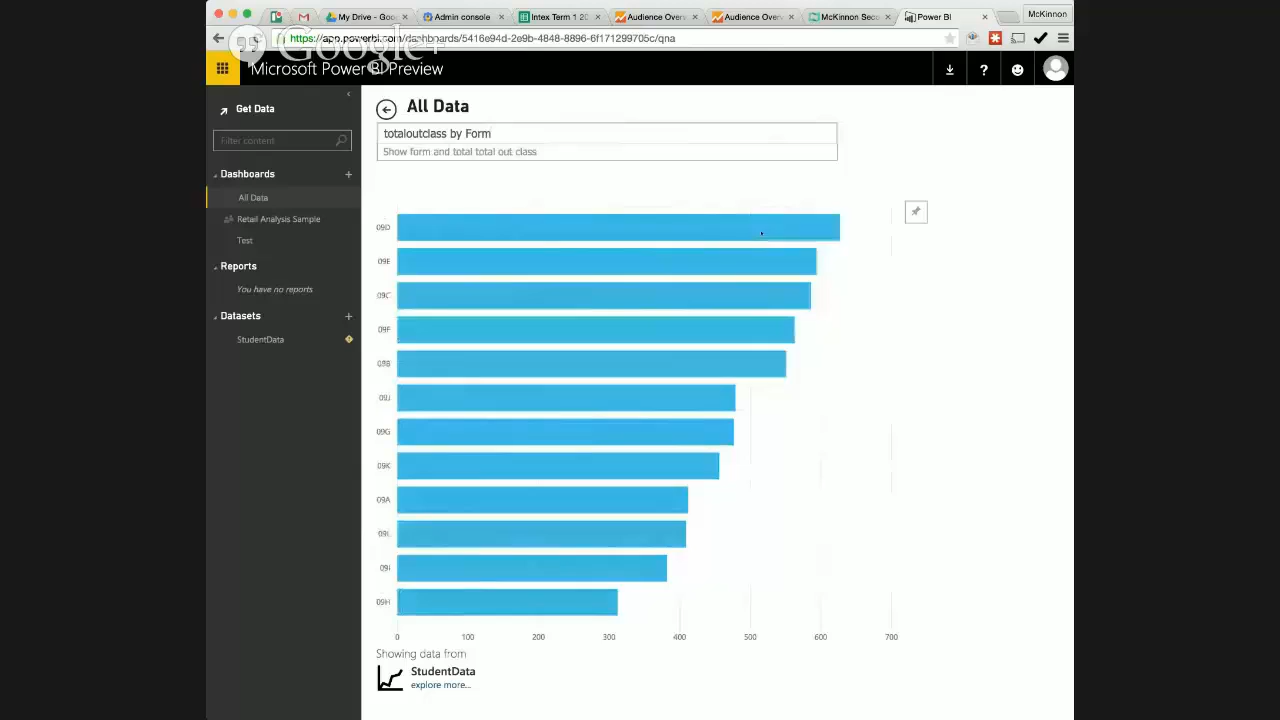 My Drive - Goo
Admin console
Intex Term 1 20
Audience Overv
Audience Overv
McKinnon Seco
Power BI
McKinnon
https://app.powerbi.com/dashboards/5416e94d-2e9b-4848-8896-6f171299705c/qna
Google+
Microsoft Power BI Preview
?
Get Data
Filter content
Dashboards
All Data
Retail Analysis Sample
Test
Reports
You have no reports
Datasets
StudentData
All Data
totaloutclass by Form
Show form and total total out class
09D
09E
09C
09F
09B
09J
09G
09K
09A
09L
09I
09H
0 100 200 300 400 500 600 700
Showing data from
StudentData
explore more...